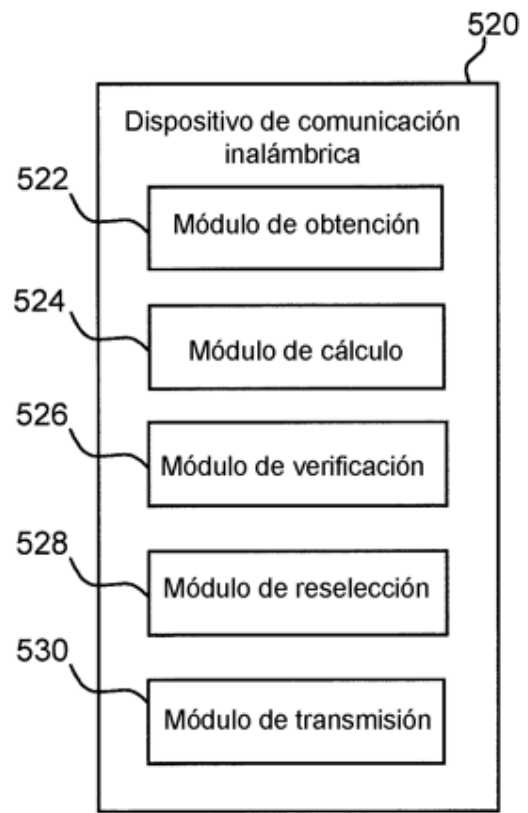 520
Dispositivo de comunicación
inalámbrica
522
Módulo de obtención
524
Módulo de cálculo
526
Módulo de verificación
528
Módulo de reselección
530
Módulo de transmisión